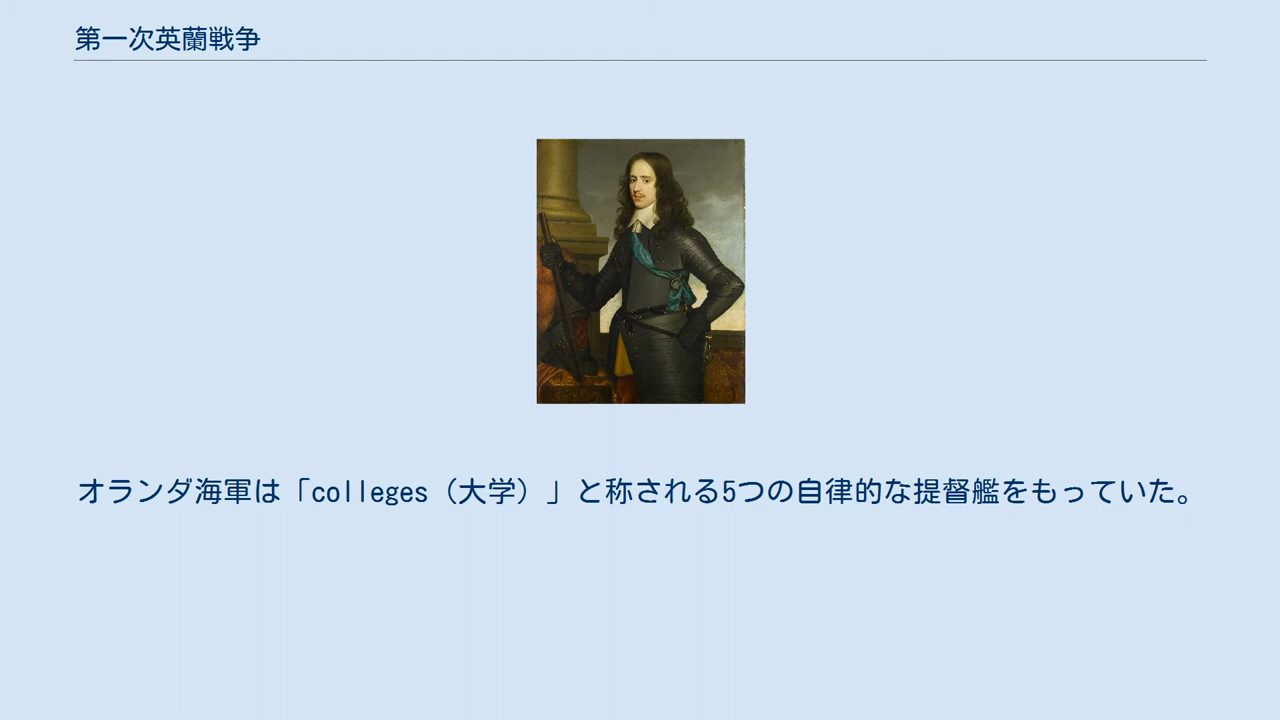 第一次英蘭戦争
オランダ海軍は「colleges（大学）」と称される5つの自律的な提督艦をもっていた。